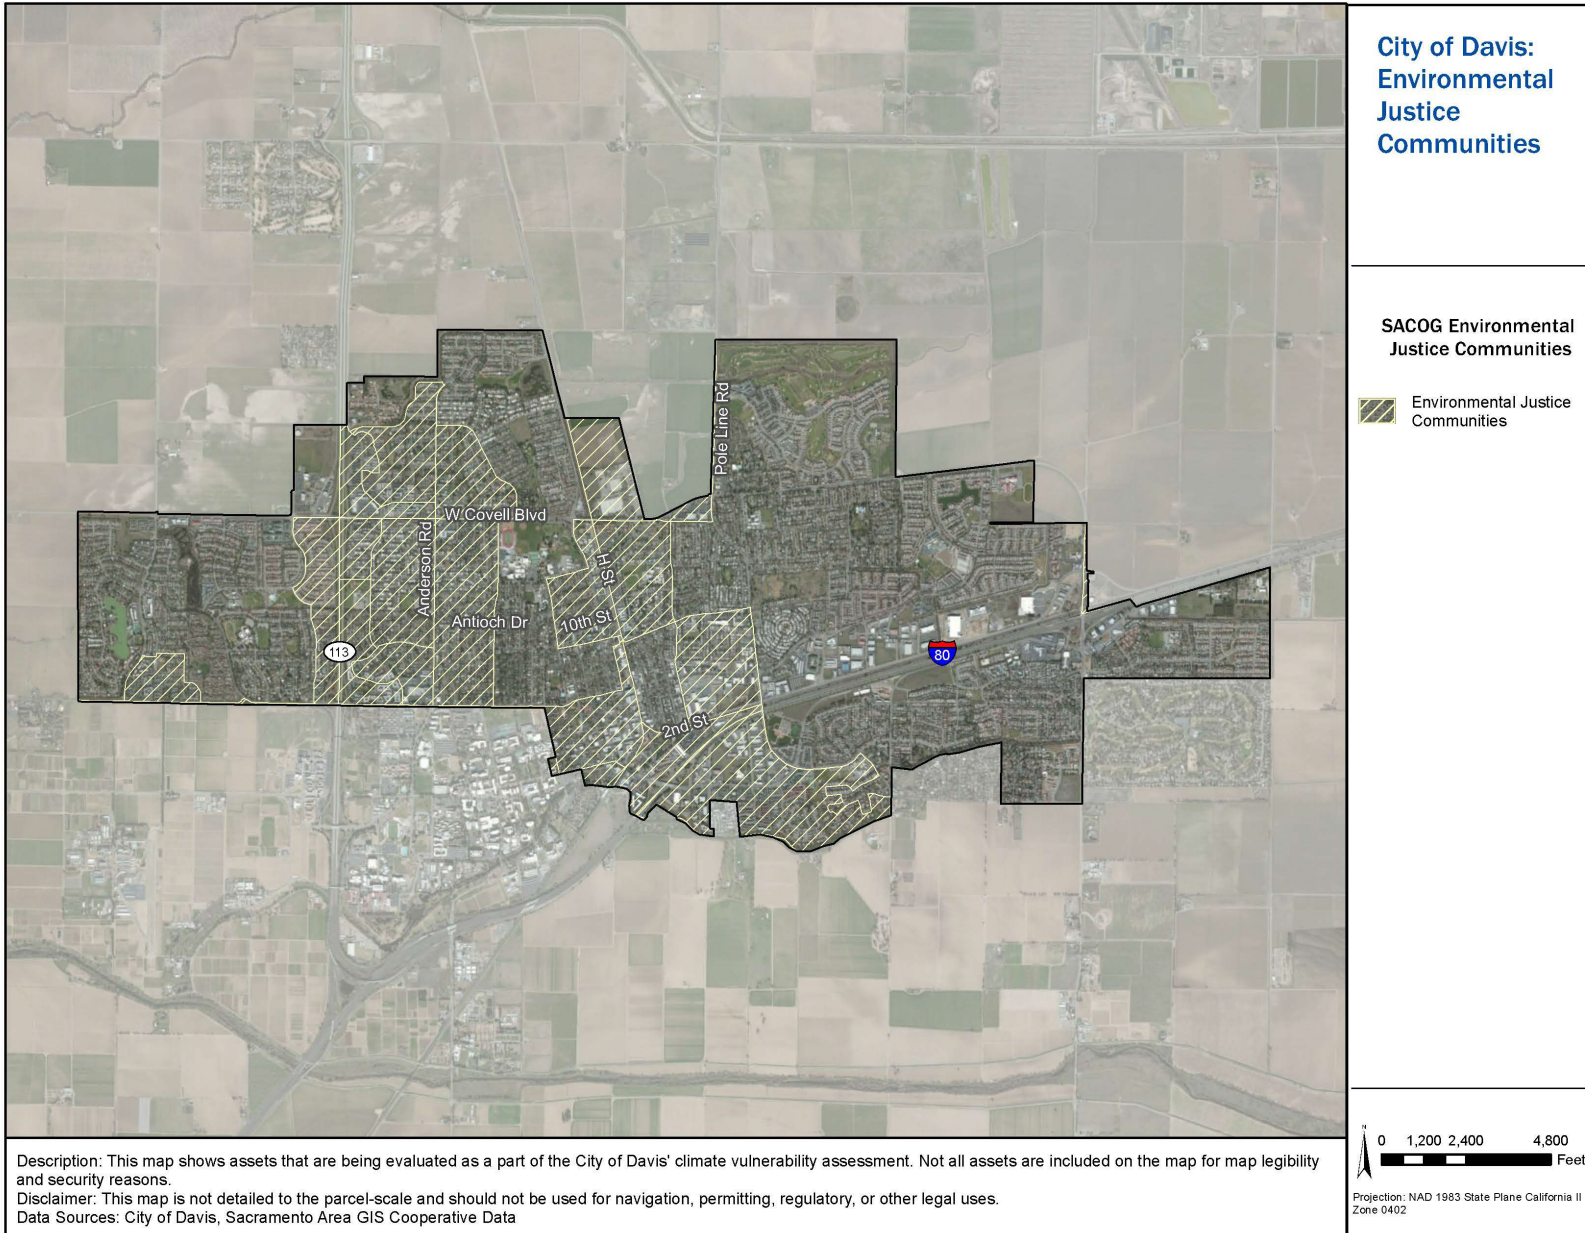 City of Davis:
Environmental
Justice
Communities
SACOG Environmental
Justice Communities
Environmental Justice
Communities
Pole Line Rd
W Covell Blvd
Anderson Rd
H St
Antioch Dr
10th St
113
80
2nd St
N
0 1,200 2,400 4,800
Feet
Projection: NAD 1983 State Plane California II
Zone 0402
Description: This map shows assets that are being evaluated as a part of the City of Davis' climate vulnerability assessment. Not all assets are included on the map for map legibility
and security reasons.
Disclaimer: This map is not detailed to the parcel-scale and should not be used for navigation, permitting, regulatory, or other legal uses.
Data Sources: City of Davis, Sacramento Area GIS Cooperative Data